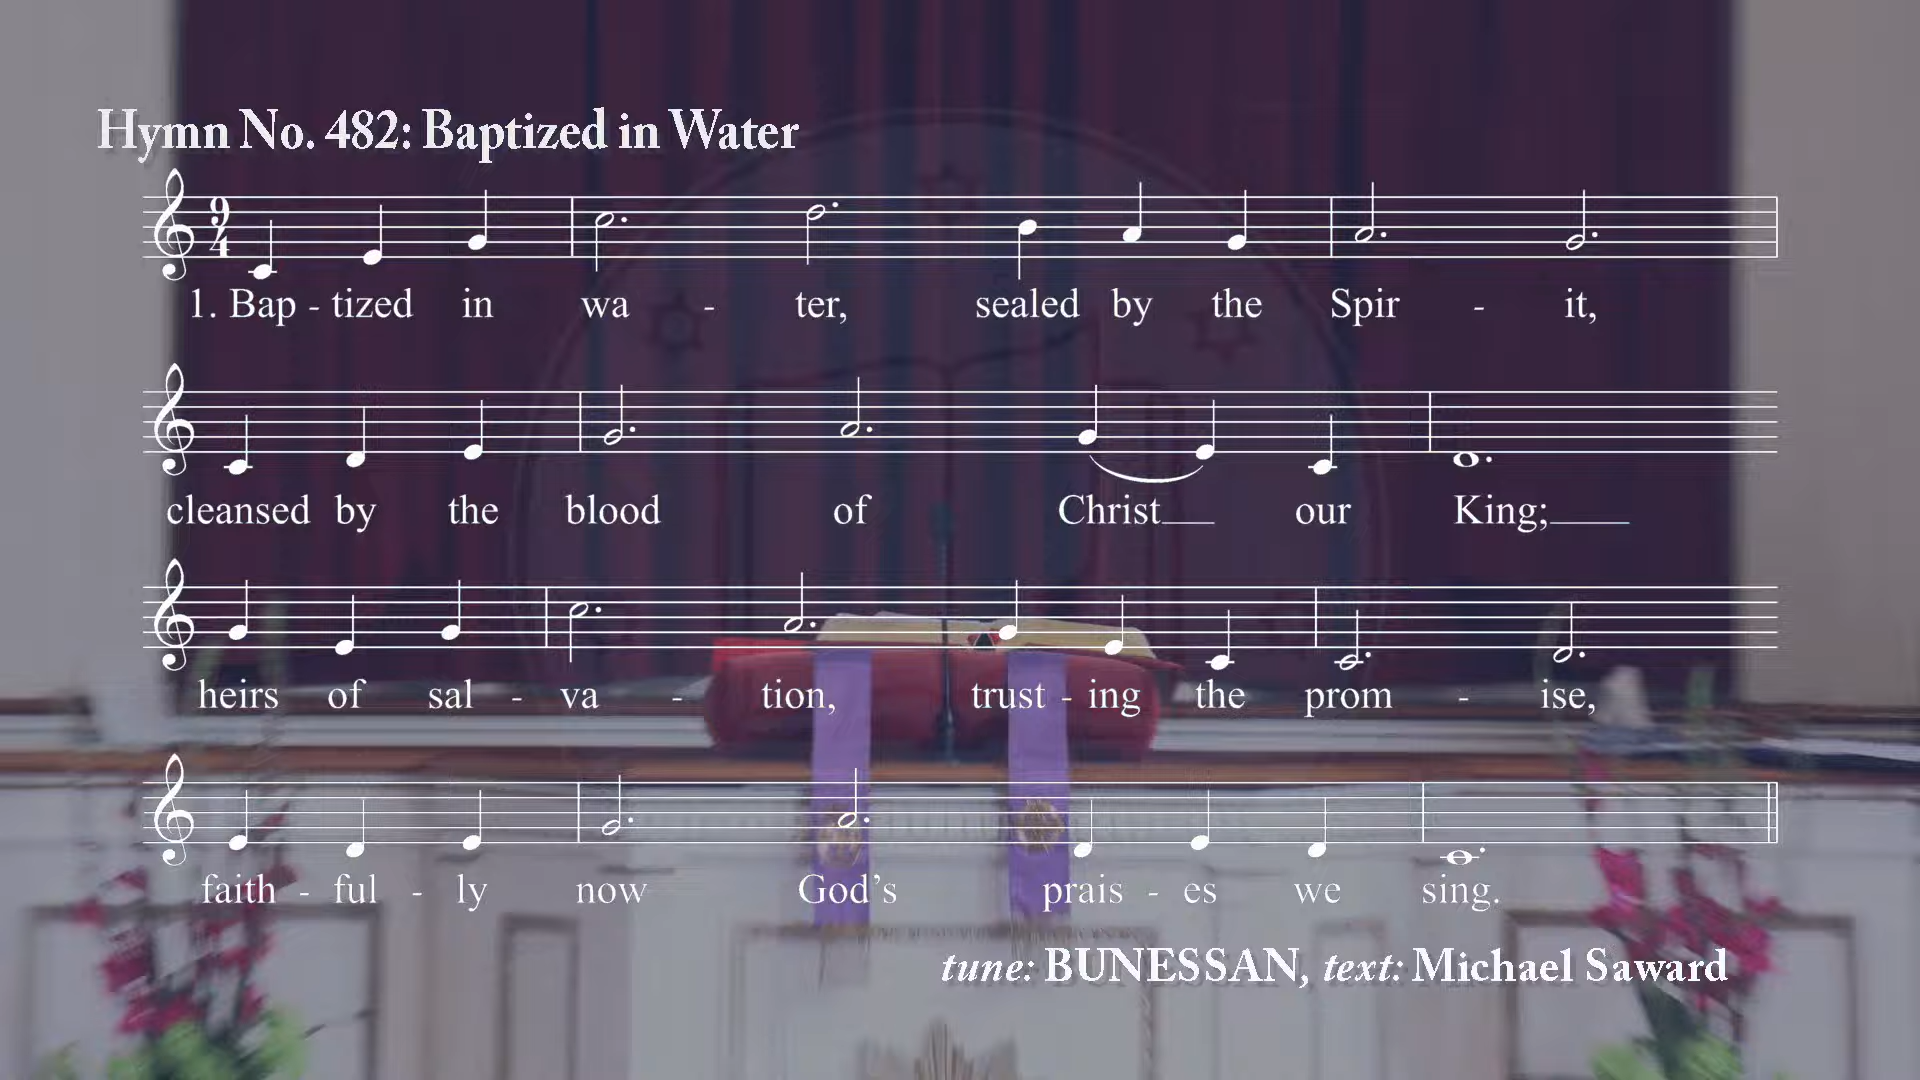 Hymn No. 482: Baptized in Water
9
4
1. Bap - tized in wa - ter, sealed by the Spir - it,
cleansed by the blood of Christ our King;
heirs of sal - va - tion, trust - ing the prom - ise,
faith - ful - ly now God's prais - es we sing.
tune: BUNESSAN, text: Michael Saward